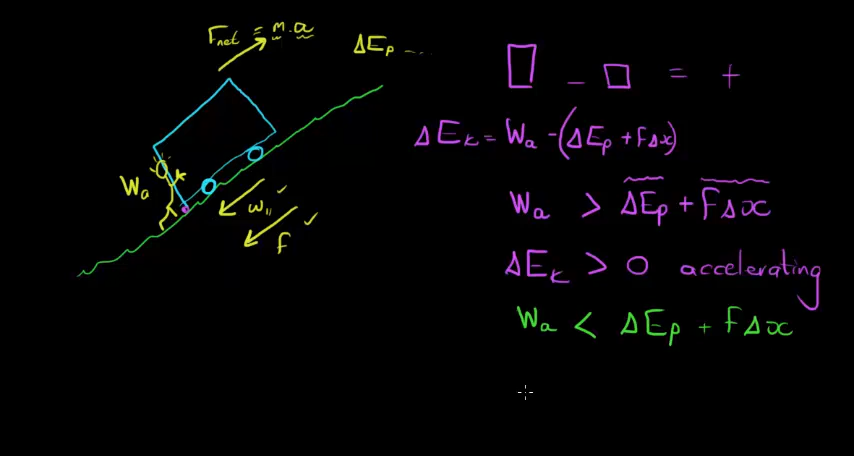 Fnet = m.a
ΔEp ...
▯ - □ = +
ΔEk = Wa - (ΔEp + fΔx)
Wa
Wa > ΔEp + fΔx
w||
f
ΔEk > 0 accelerating
Wa < ΔEp + fΔx